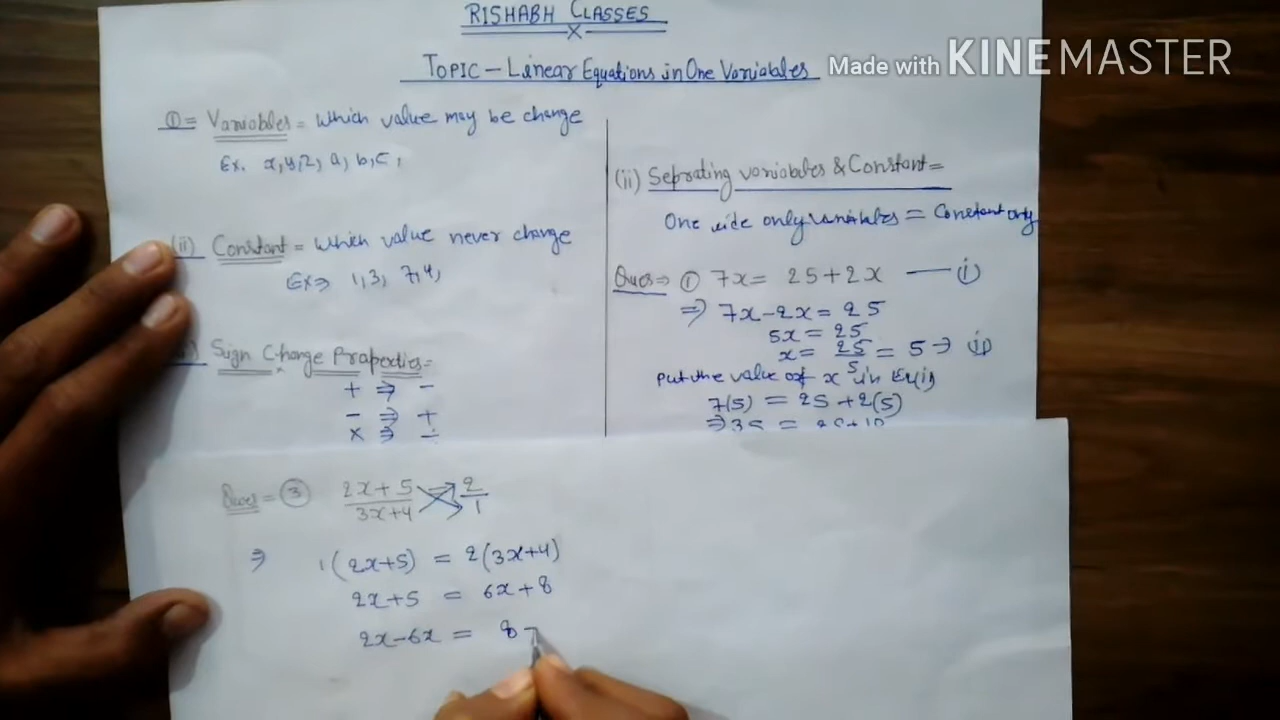 RISHABH CLASSES
TOPIC - Linear Equations in One Variables
Made with KINEMASTER
① = Variables = Which value may be change
Ex. x, y, z, a, b, c,
(ii) Constant = Which value never change
Ex ⇒ 1, 3, 7, 4,
Sign Change Properties =
+ ⇒ -
- ⇒ +
× ⇒ ÷
(ii) Seprating variables & Constant =
One side only variables = Constant only
Ques ⇒ ① 7x = 25 + 2x — (i)
⇒ 7x - 2x = 25
5x = 25
x = 25/5 = 5 ⇒ (ii)
Put the value of x in Eq (i)
7(5) = 25 + 2(5)
⇒ 35 = 25 + 10
Ques = ③ (2x + 5)/(3x + 4) 2/1
⇒ 1(2x+5) = 2(3x+4)
2x+5 = 6x+8
2x-6x = 8 -